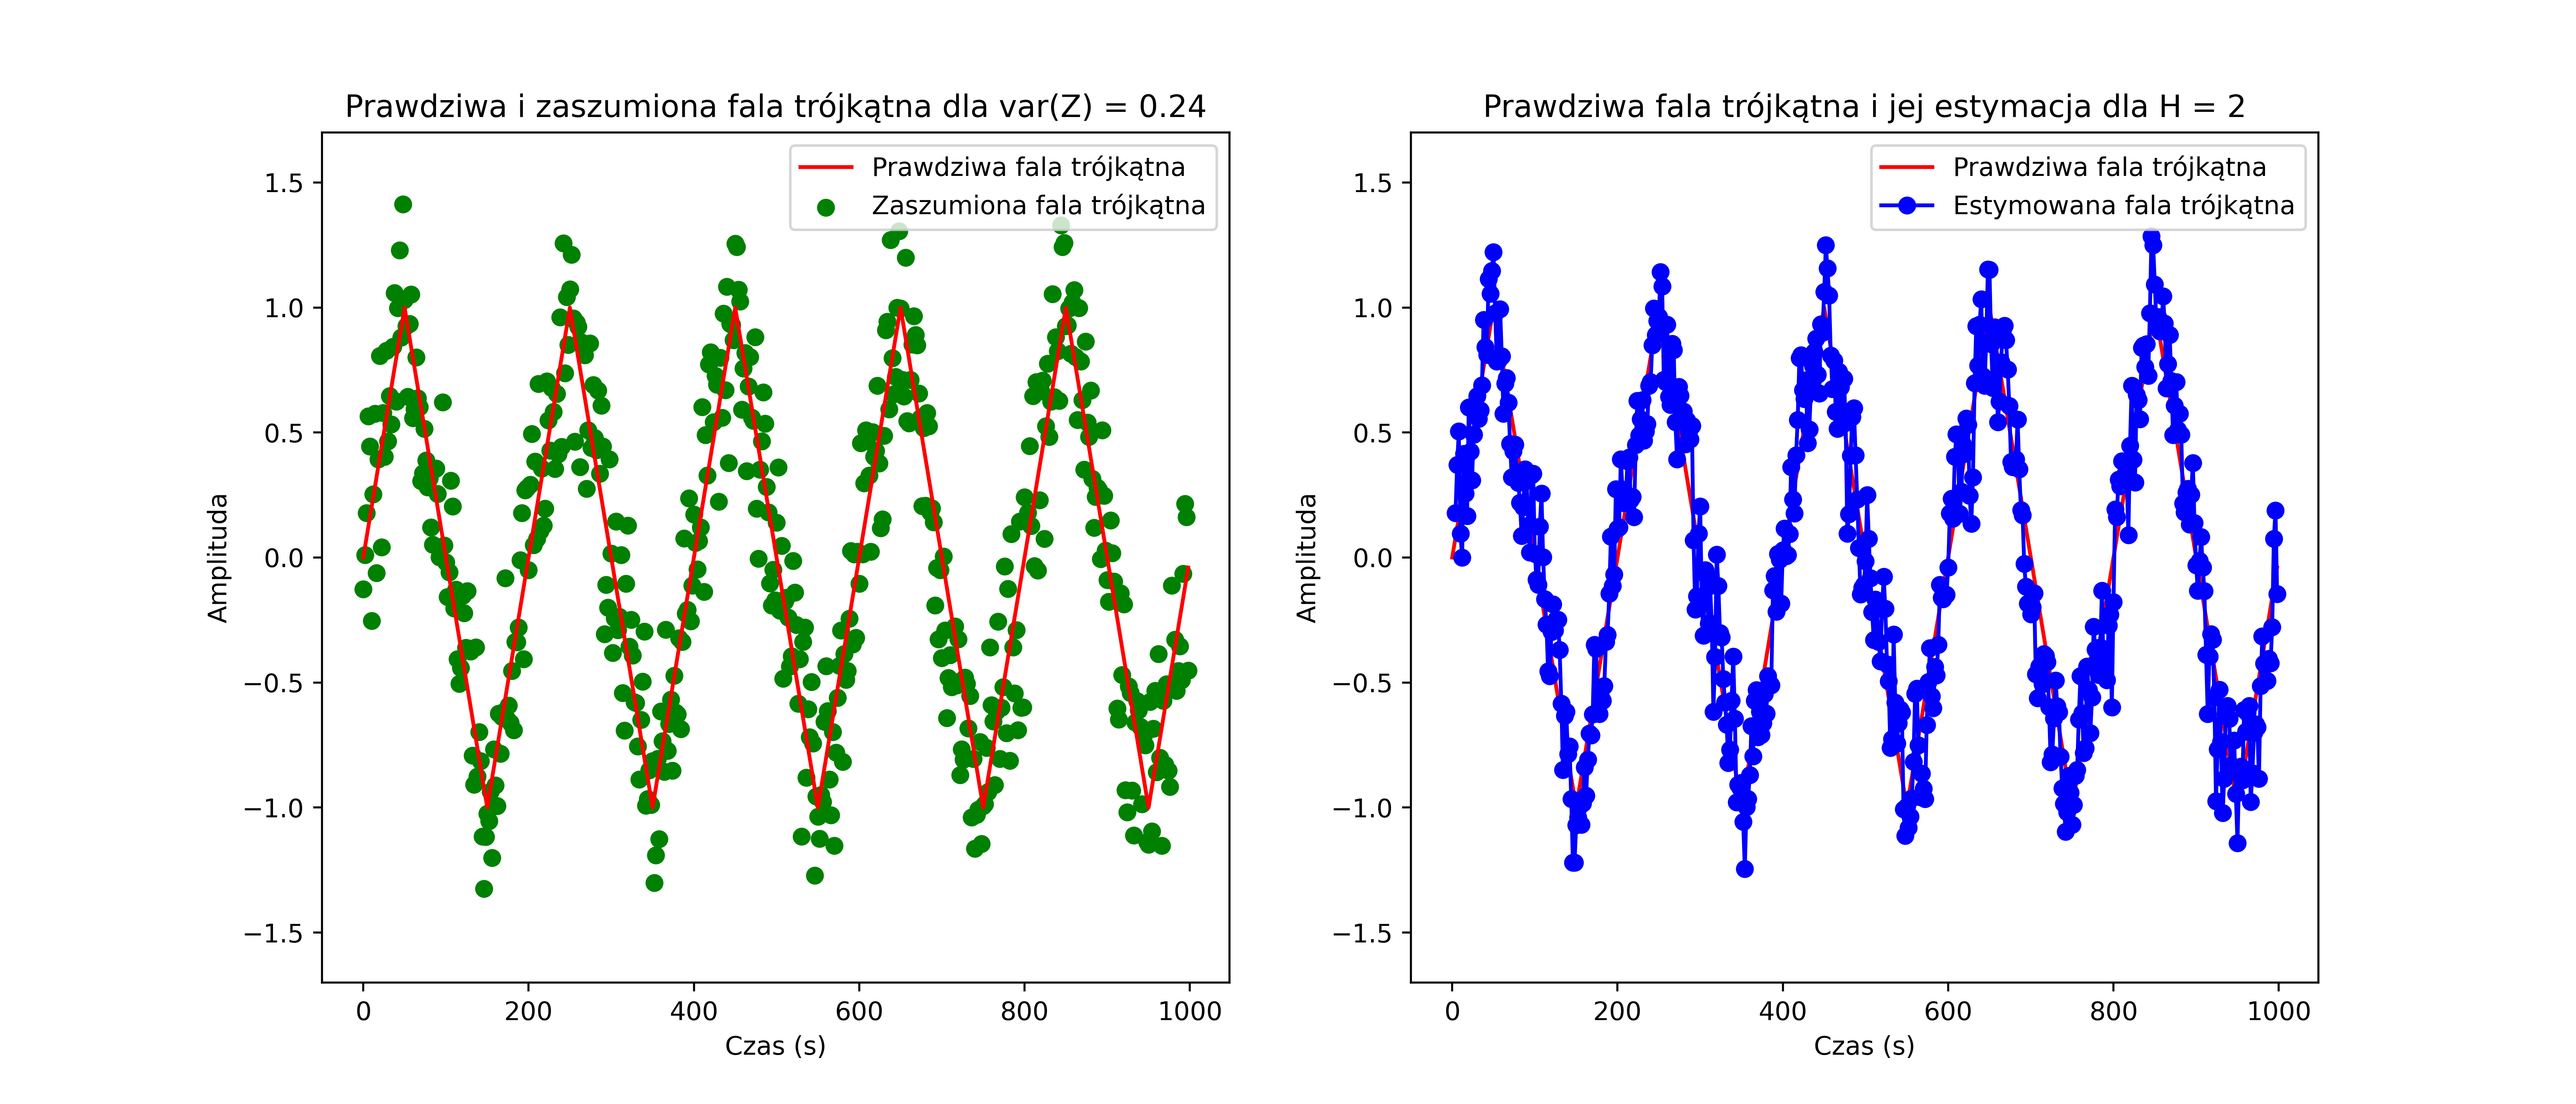 Prawdziwa i zaszumiona fala trójkątna dla var(Z) = 0.24
Prawdziwa fala trójkątna
Zaszumiona fala trójkątna
Amplituda
1.5
1.0
0.5
0.0
−0.5
−1.0
−1.5
0 200 400 600 800 1000
Czas (s)
Prawdziwa fala trójkątna i jej estymacja dla H = 2
Prawdziwa fala trójkątna
Estymowana fala trójkątna
Amplituda
1.5
1.0
0.5
0.0
−0.5
−1.0
−1.5
0 200 400 600 800 1000
Czas (s)